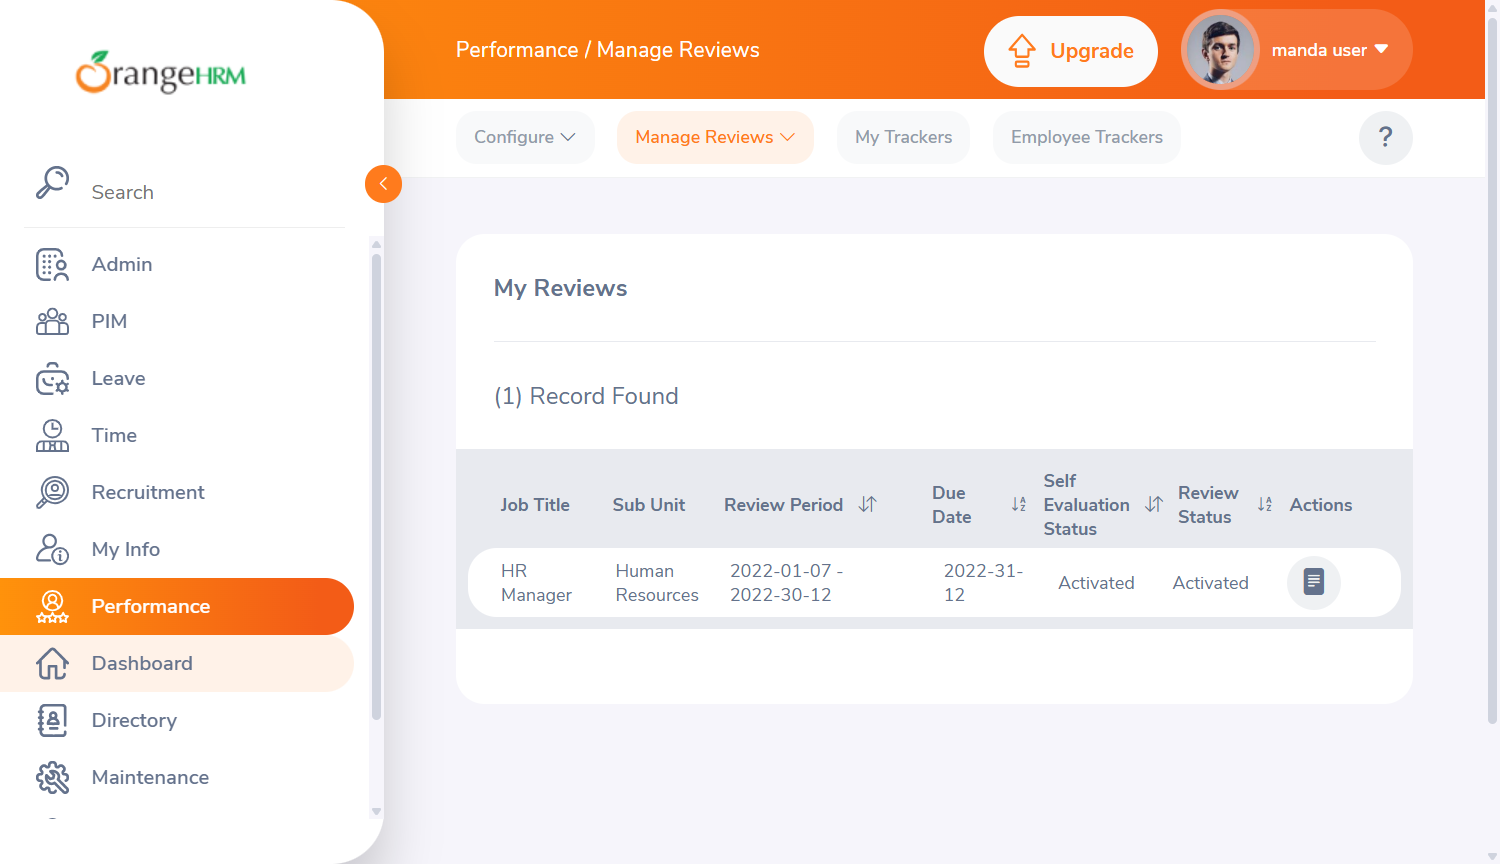 OrangeHRM
Performance / Manage Reviews
Upgrade
manda user
Configure
Manage Reviews
My Trackers
Employee Trackers
?
Search
Admin
PIM
Leave
Time
Recruitment
My Info
Performance
Dashboard
Directory
Maintenance
My Reviews
(1) Record Found
Job Title
Sub Unit
Review Period
Due
Date
Self
Evaluation
Status
Review
Status
Actions
HR
Manager
Human
Resources
2022-01-07 -
2022-30-12
2022-31-
12
Activated
Activated